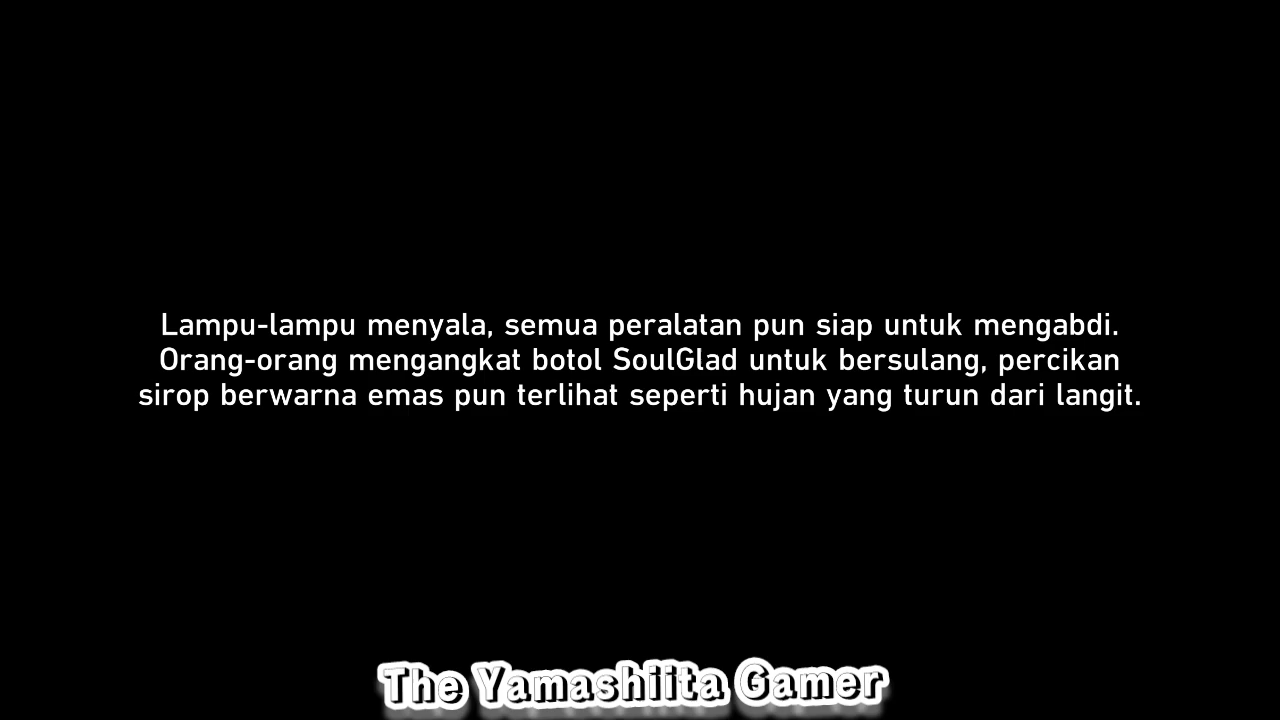 Lampu-lampu menyala, semua peralatan pun siap untuk mengabdi.
Orang-orang mengangkat botol SoulGlad untuk bersulang, percikan
sirop berwarna emas pun terlihat seperti hujan yang turun dari langit.
The Yamashiita Gamer